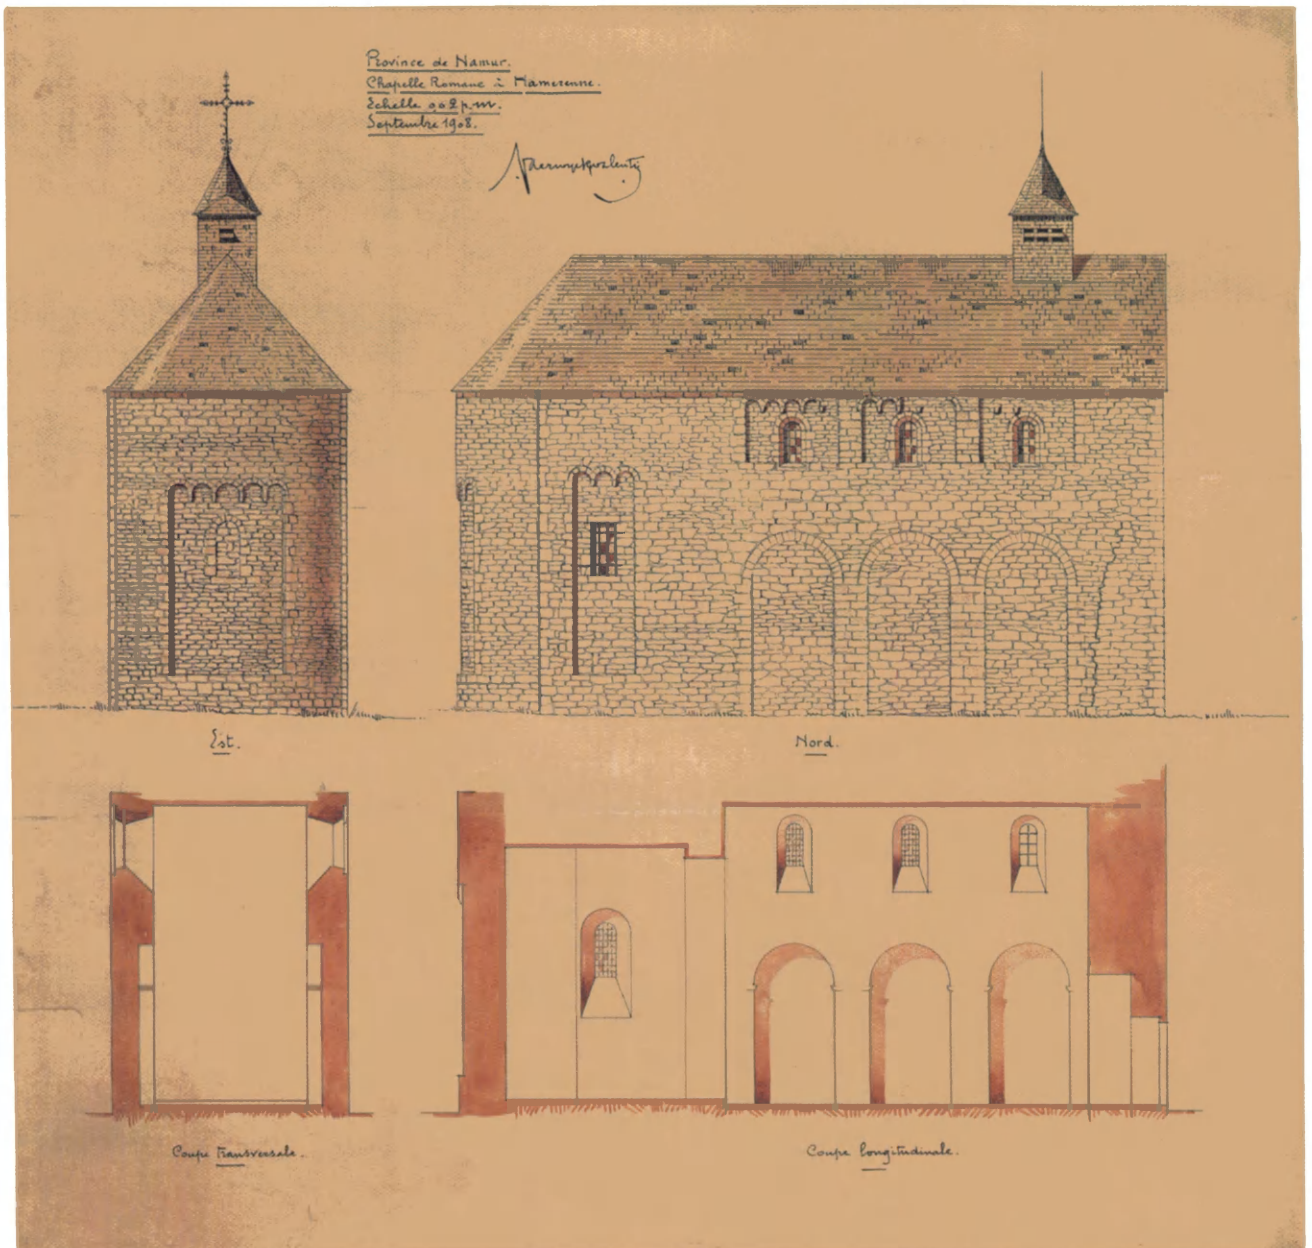 Province de Namur.
Chapelle Romane à Hamerenne.
Echelle 0.02 p.m.
Septembre 1908.
Est.
Nord.
Coupe transversale.
Coupe longitudinale.